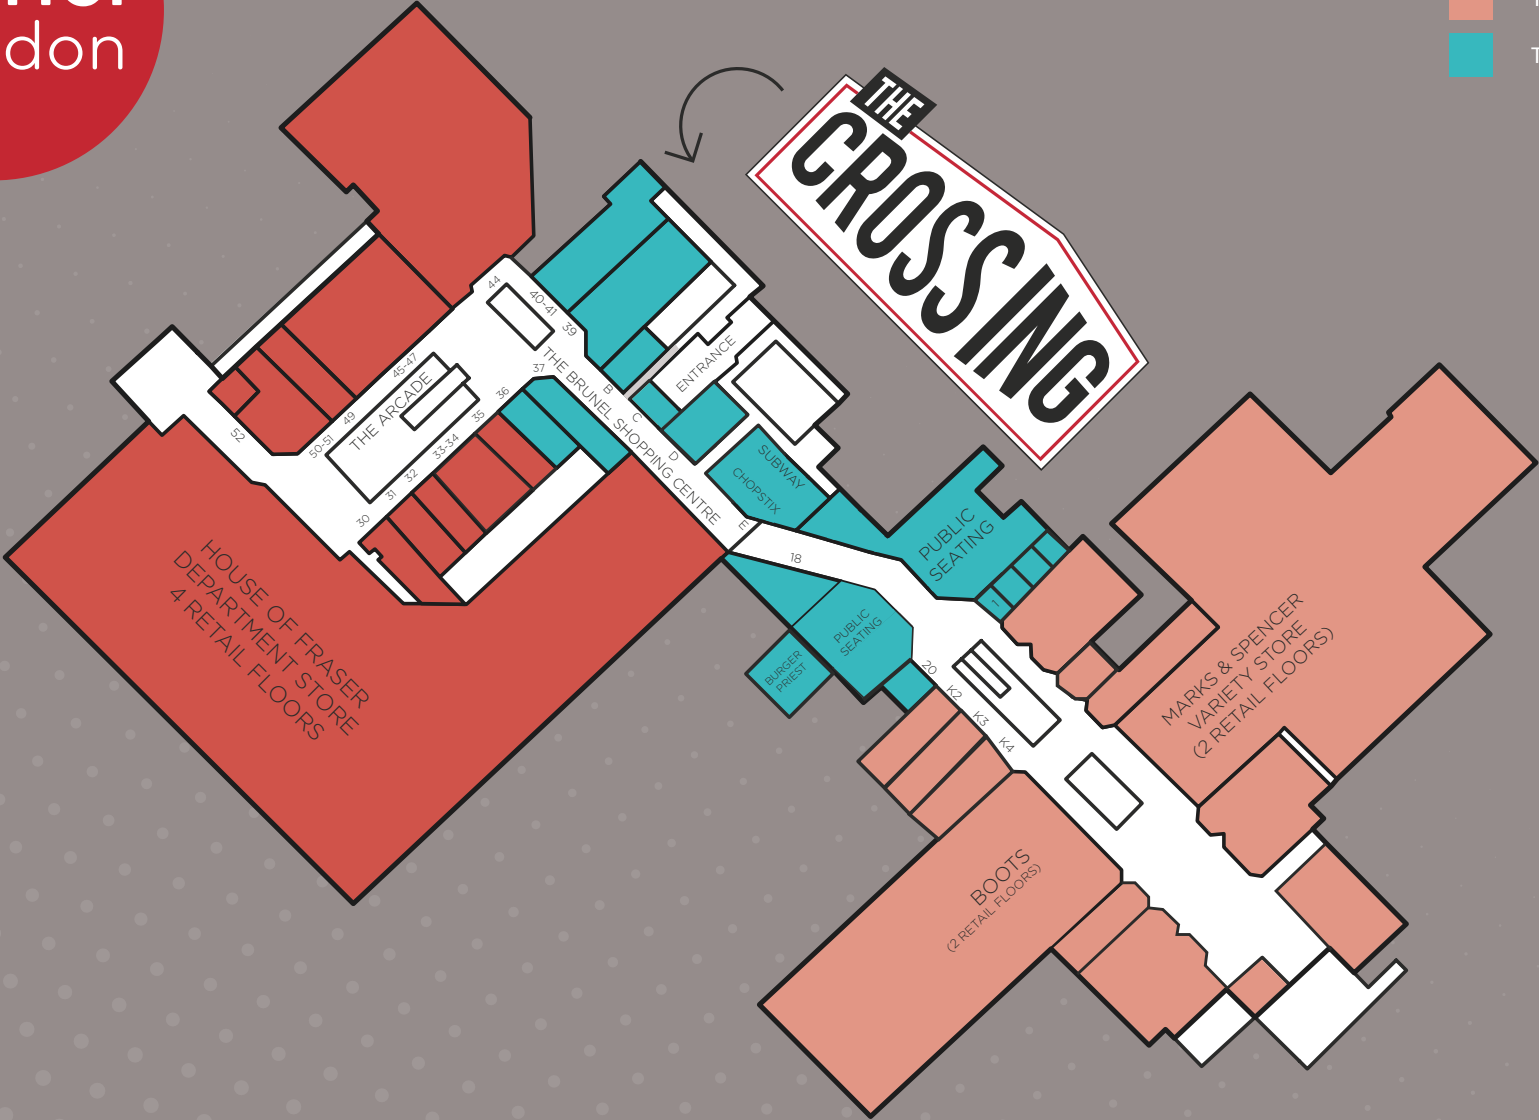 don
T
THE
CROSSING
44
40-41
39
37
36
35
33-34
32
31
30
45-47
49
50-51
52
THE ARCADE
THE BRUNEL SHOPPING CENTRE
B
C
D
E
ENTRANCE
SUBWAY
CHOPSTIX
18
PUBLIC
SEATING
1
PUBLIC
SEATING
BURGER
PRIEST
20
K2
K3
K4
HOUSE OF FRASER
DEPARTMENT STORE
4 RETAIL FLOORS
MARKS & SPENCER
VARIETY STORE
(2 RETAIL FLOORS)
BOOTS
(2 RETAIL FLOORS)